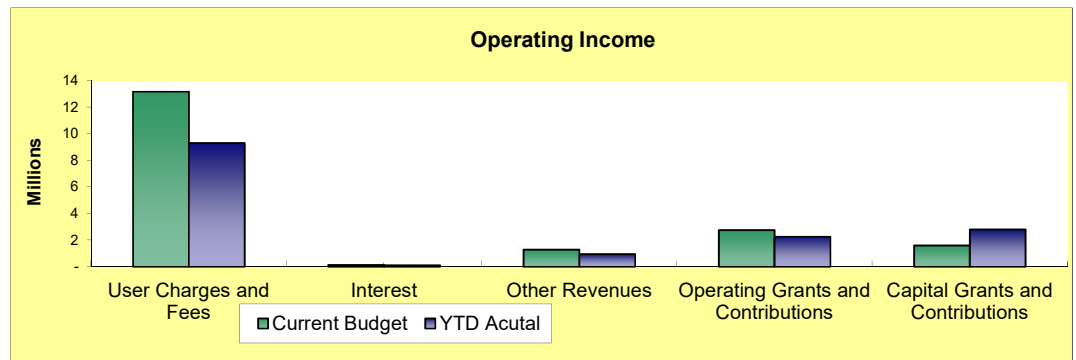 Operating Income
Millions
14
12
10
8
6
4
2
-
User Charges and
Fees
Interest
Other Revenues
Operating Grants and
Contributions
Capital Grants and
Contributions
Current Budget
YTD Acutal